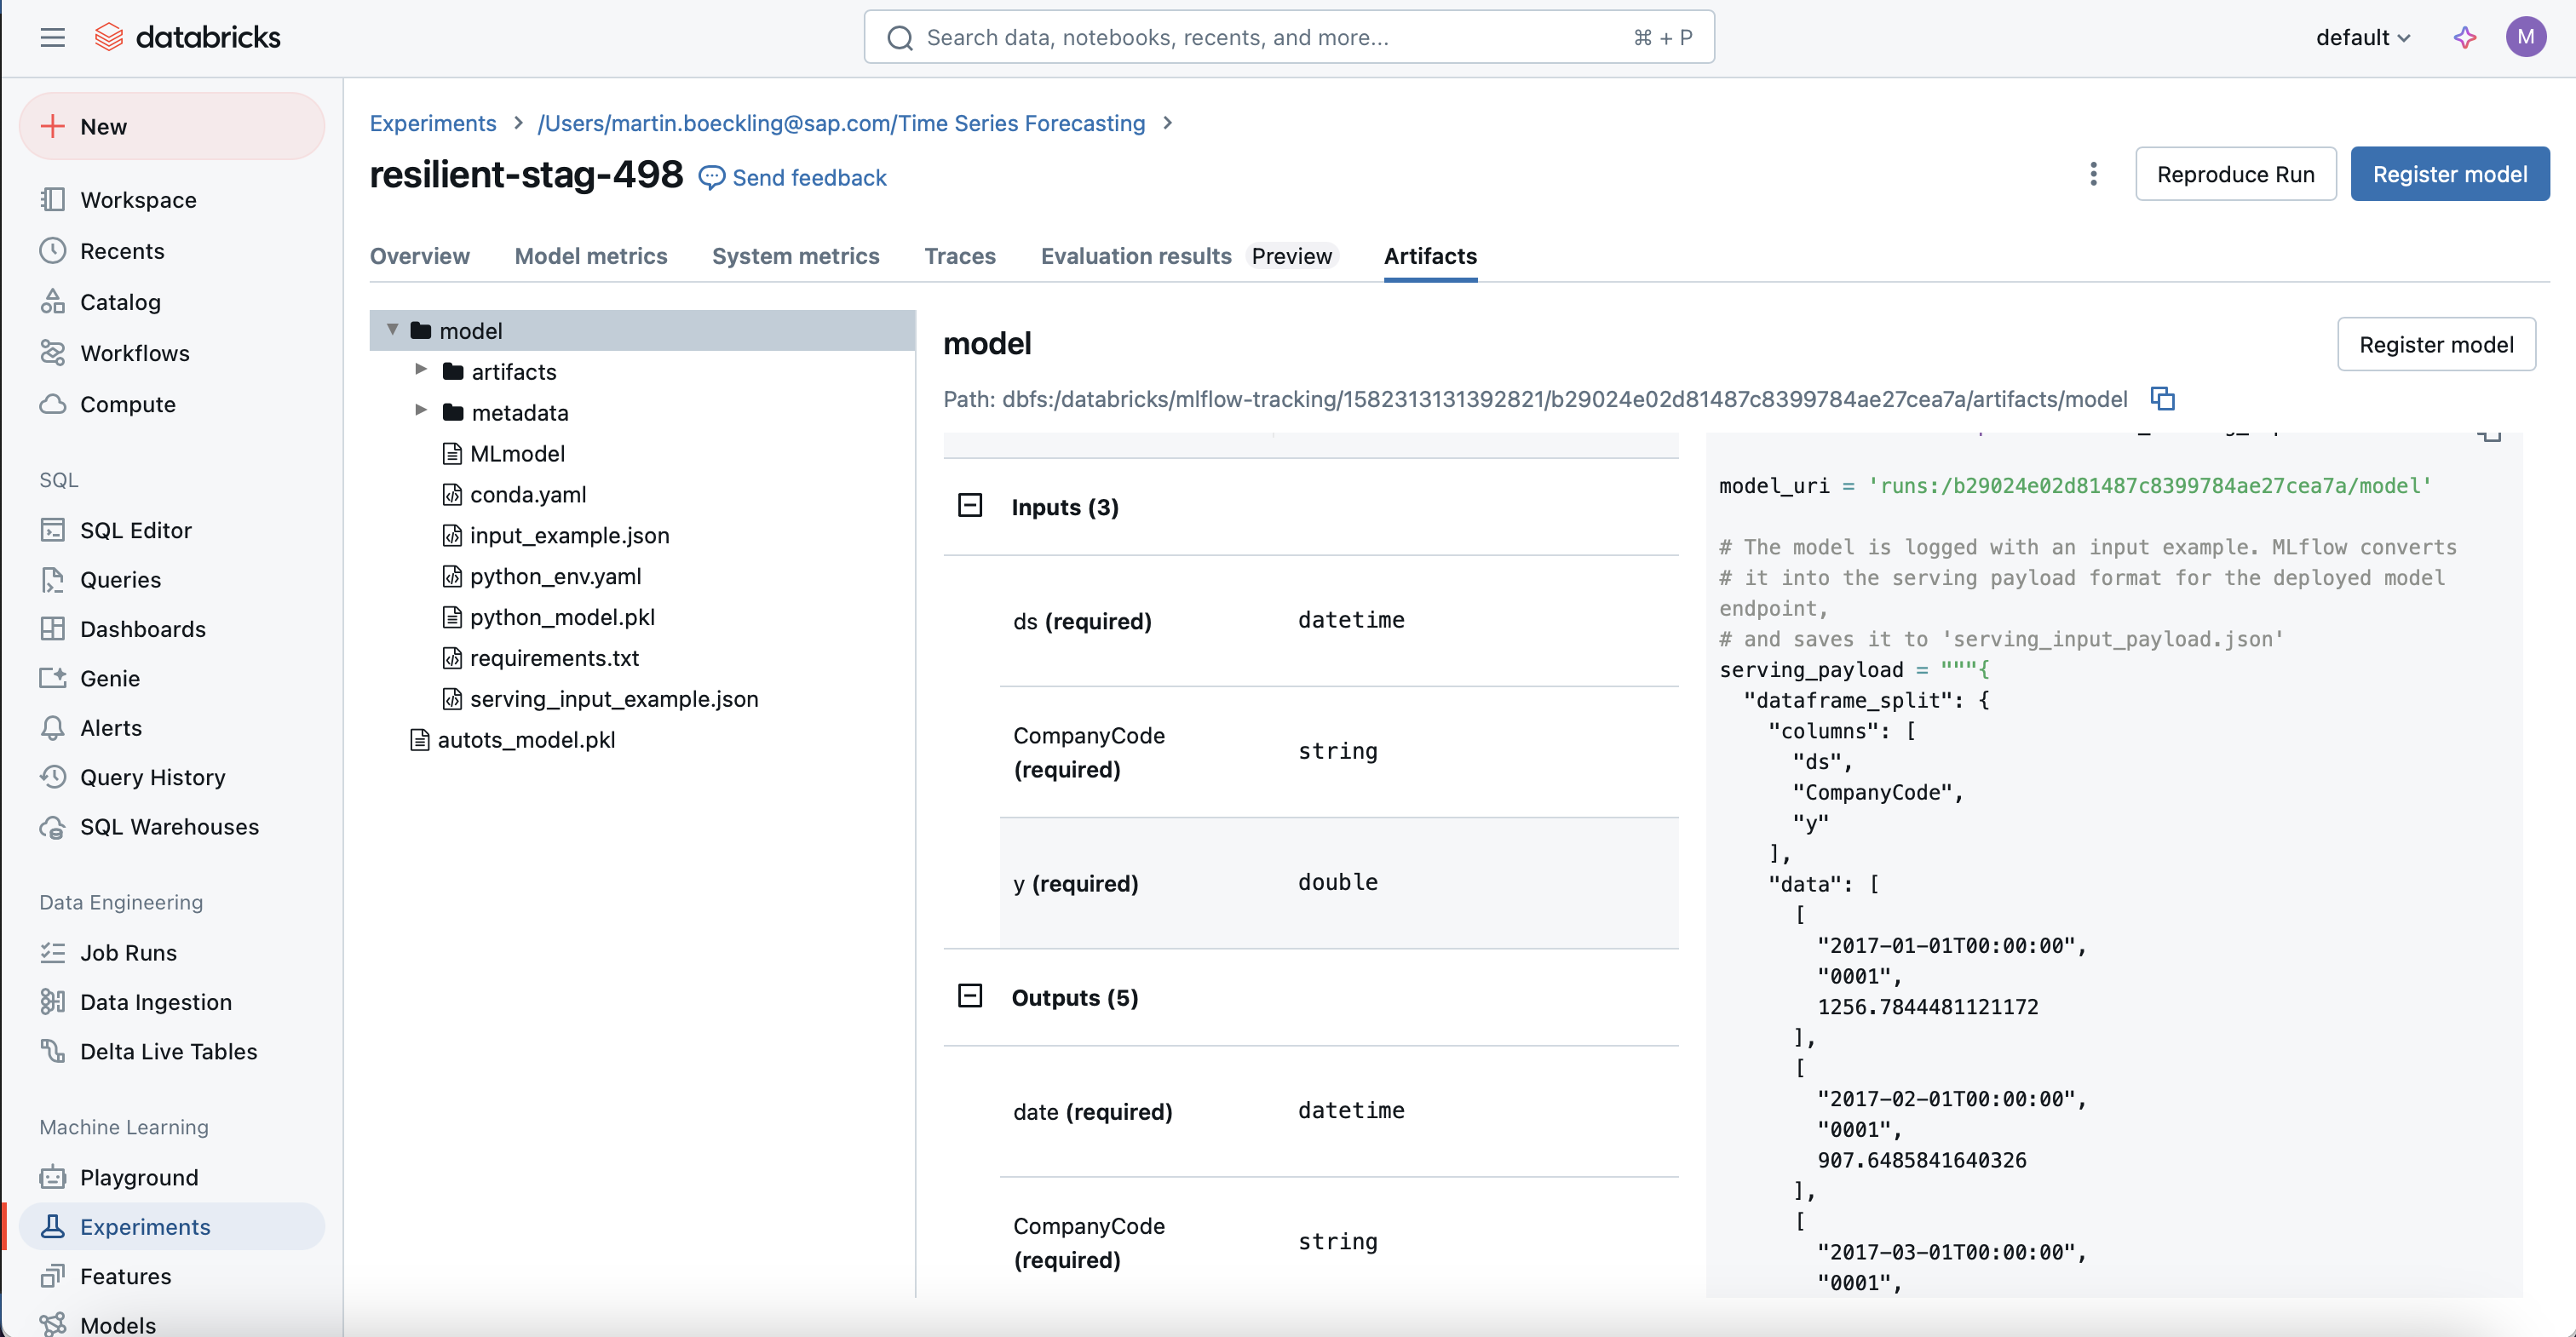 databricks
Search data, notebooks, recents, and more...
⌘ + P
default
M
New
Workspace
Recents
Catalog
Workflows
Compute
SQL
SQL Editor
Queries
Dashboards
Genie
Alerts
Query History
SQL Warehouses
Data Engineering
Job Runs
Data Ingestion
Delta Live Tables
Machine Learning
Playground
Experiments
Features
Models
Experiments > /Users/martin.boeckling@sap.com/Time Series Forecasting >
resilient-stag-498
Send feedback
Reproduce Run
Register model
Overview
Model metrics
System metrics
Traces
Evaluation results
Preview
Artifacts
model
artifacts
metadata
MLmodel
conda.yaml
input_example.json
python_env.yaml
python_model.pkl
requirements.txt
serving_input_example.json
autots_model.pkl
model
Register model
Path: dbfs:/databricks/mlflow-tracking/1582313131392821/b29024e02d81487c8399784ae27cea7a/artifacts/model
Inputs (3)
ds (required)
datetime
CompanyCode
(required)
string
y (required)
double
Outputs (5)
date (required)
datetime
CompanyCode
(required)
string
model_uri = 'runs:/b29024e02d81487c8399784ae27cea7a/model'
# The model is logged with an input example. MLflow converts
# it into the serving payload format for the deployed model
endpoint,
# and saves it to 'serving_input_payload.json'
serving_payload = """{
"dataframe_split": {
"columns": [
"ds",
"CompanyCode",
"y"
],
"data": [
[
"2017-01-01T00:00:00",
"0001",
1256.7844481121172
],
[
"2017-02-01T00:00:00",
"0001",
907.6485841640326
],
[
"2017-03-01T00:00:00",
"0001",